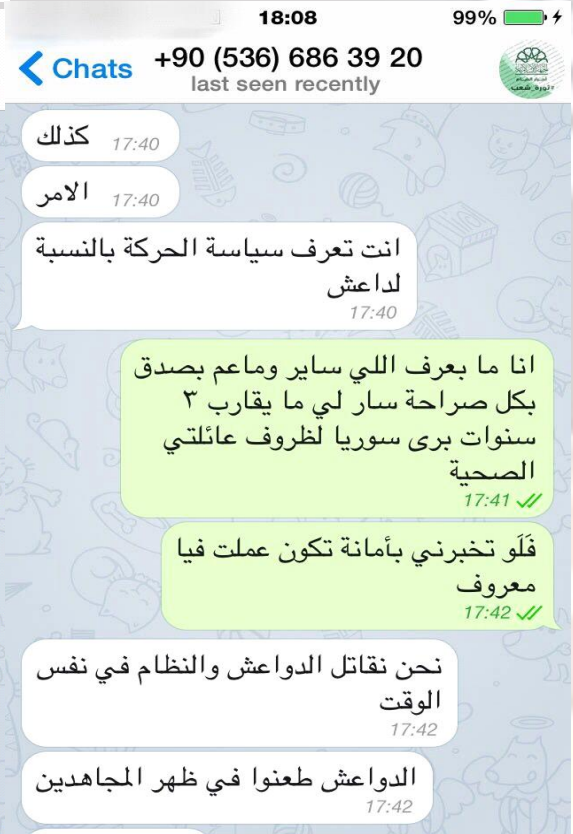 18:08
99%
Chats
+90 (536) 686 39 20
last seen recently
كذلك
17:40
الامر
17:40
انت تعرف سياسة الحركة بالنسبة
لداعش
17:40
انا ما بعرف اللي ساير وماعم بصدق
بكل صراحة سار لي ما يقارب ٣
سنوات برى سوريا لظروف عائلتي
الصحية
17:41
فَلَو تخبرني بأمانة تكون عملت فيا
معروف
17:42
نحن نقاتل الدواعش والنظام في نفس
الوقت
17:42
الدواعش طعنوا في ظهر المجاهدين
17:42